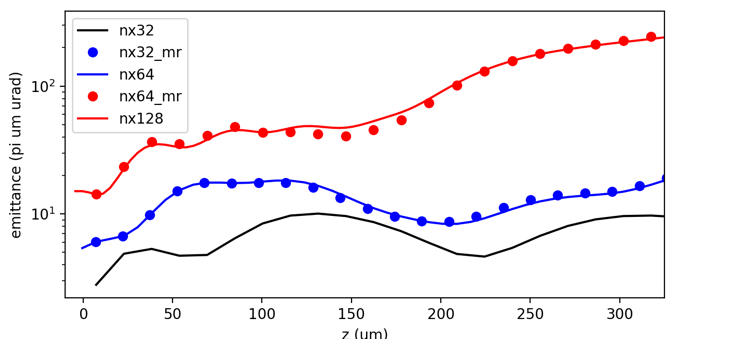 nx32
nx32_mr
nx64
nx64_mr
nx128
emittance (pi um urad)
10²
10¹
0 50 100 150 200 250 300
z (um)